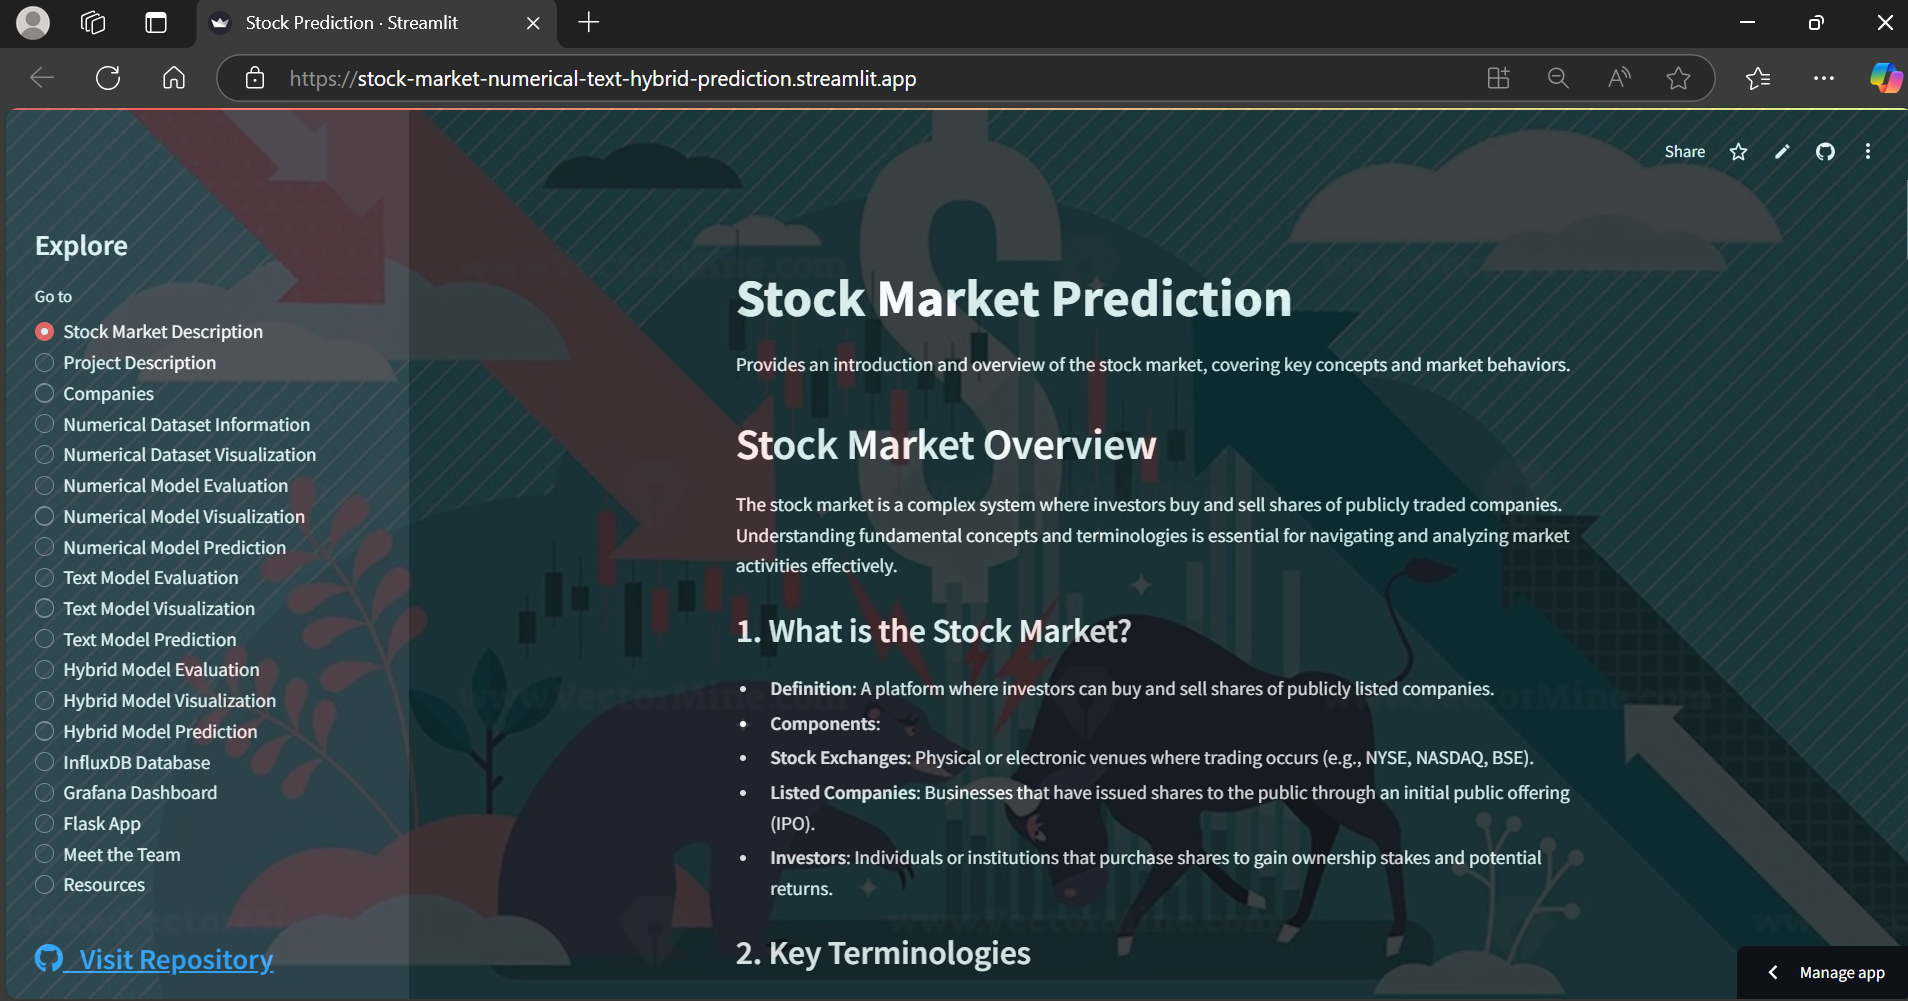 Stock Prediction · Streamlit
https://stock-market-numerical-text-hybrid-prediction.streamlit.app
Share
Explore
Go to
Stock Market Description
Project Description
Companies
Numerical Dataset Information
Numerical Dataset Visualization
Numerical Model Evaluation
Numerical Model Visualization
Numerical Model Prediction
Text Model Evaluation
Text Model Visualization
Text Model Prediction
Hybrid Model Evaluation
Hybrid Model Visualization
Hybrid Model Prediction
InfluxDB Database
Grafana Dashboard
Flask App
Meet the Team
Resources
Visit Repository
Stock Market Prediction
Provides an introduction and overview of the stock market, covering key concepts and market behaviors.
Stock Market Overview
The stock market is a complex system where investors buy and sell shares of publicly traded companies.
Understanding fundamental concepts and terminologies is essential for navigating and analyzing market
activities effectively.
1. What is the Stock Market?
• Definition: A platform where investors can buy and sell shares of publicly listed companies.
• Components:
• Stock Exchanges: Physical or electronic venues where trading occurs (e.g., NYSE, NASDAQ, BSE).
• Listed Companies: Businesses that have issued shares to the public through an initial public offering
(IPO).
• Investors: Individuals or institutions that purchase shares to gain ownership stakes and potential
returns.
www.VectorMine.com
2. Key Terminologies
Manage app